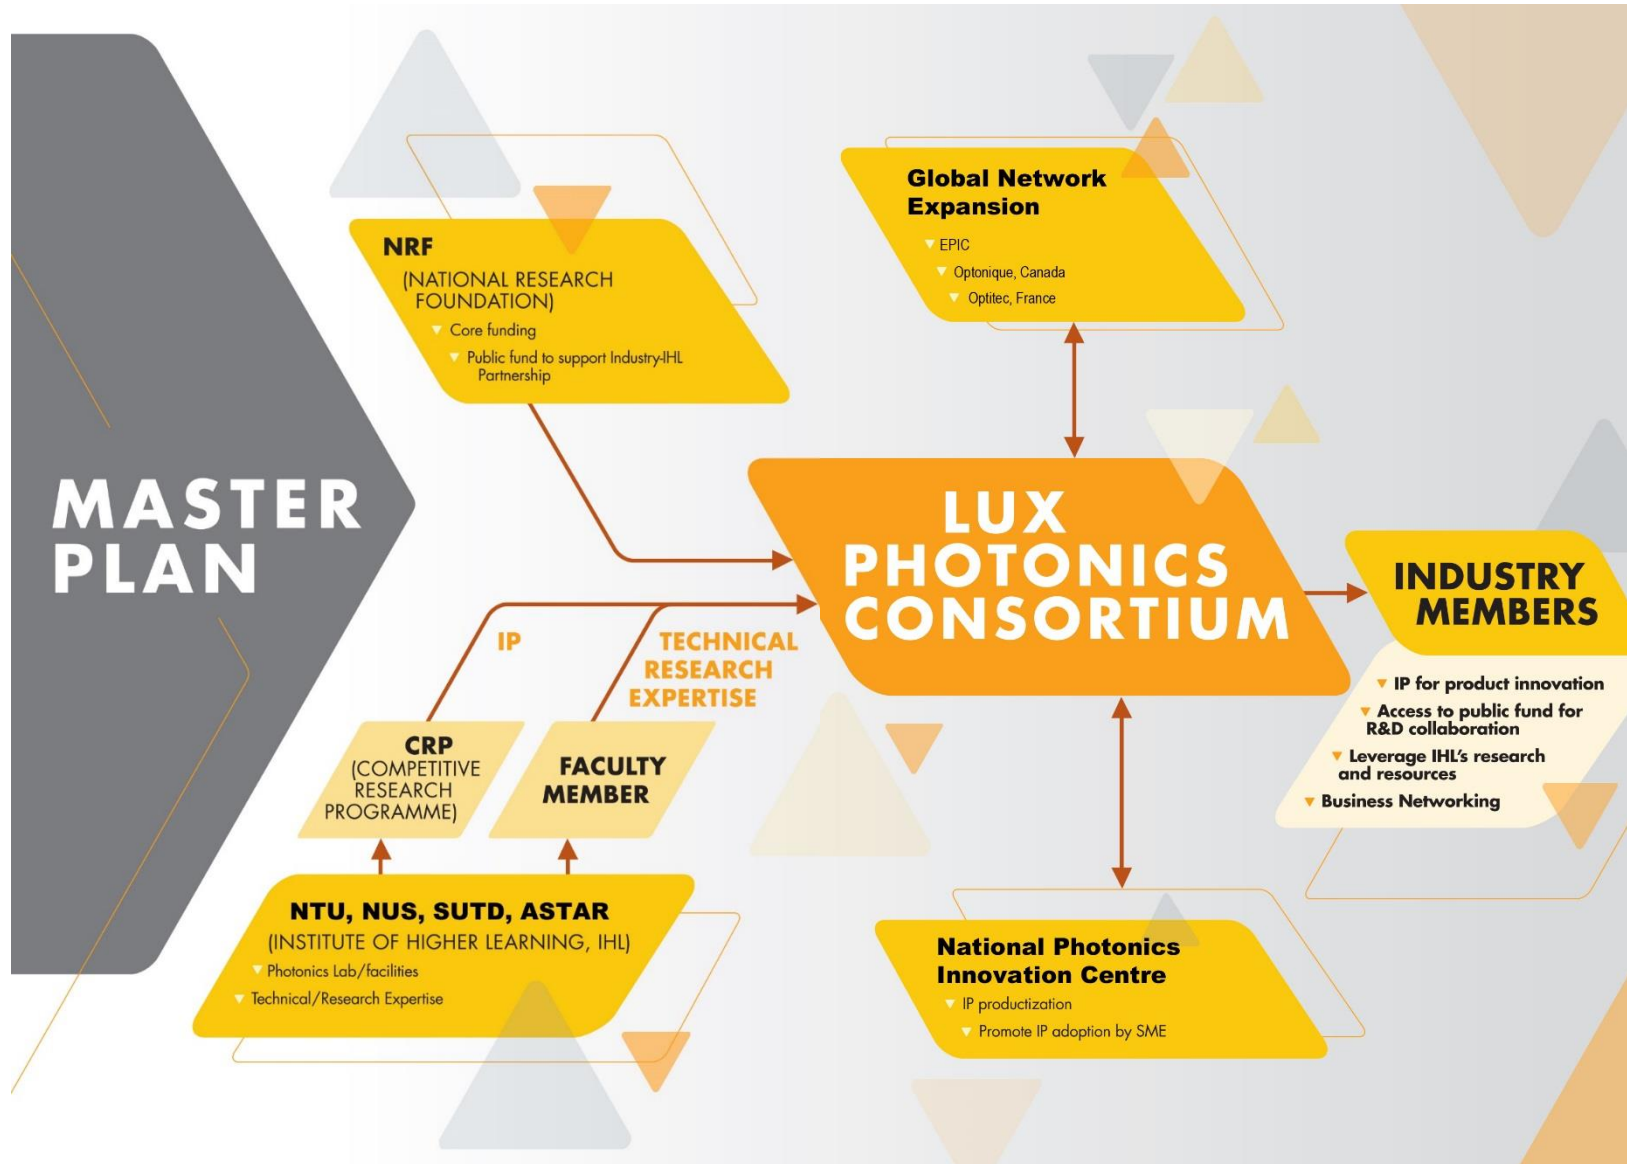 MASTER
PLAN
NRF
(NATIONAL RESEARCH
FOUNDATION)
Core funding
Public fund to support Industry-IHL
Partnership
Global Network
Expansion
EPIC
Optonique, Canada
Optitec, France
LUX
PHOTONICS
CONSORTIUM
INDUSTRY
MEMBERS
IP for product innovation
Access to public fund for
R&D collaboration
Leverage IHL's research
and resources
Business Networking
IP
TECHNICAL
RESEARCH
EXPERTISE
CRP
(COMPETITIVE
RESEARCH
PROGRAMME)
FACULTY
MEMBER
NTU, NUS, SUTD, ASTAR
(INSTITUTE OF HIGHER LEARNING, IHL)
Photonics Lab/facilities
Technical/Research Expertise
National Photonics
Innovation Centre
IP productization
Promote IP adoption by SME